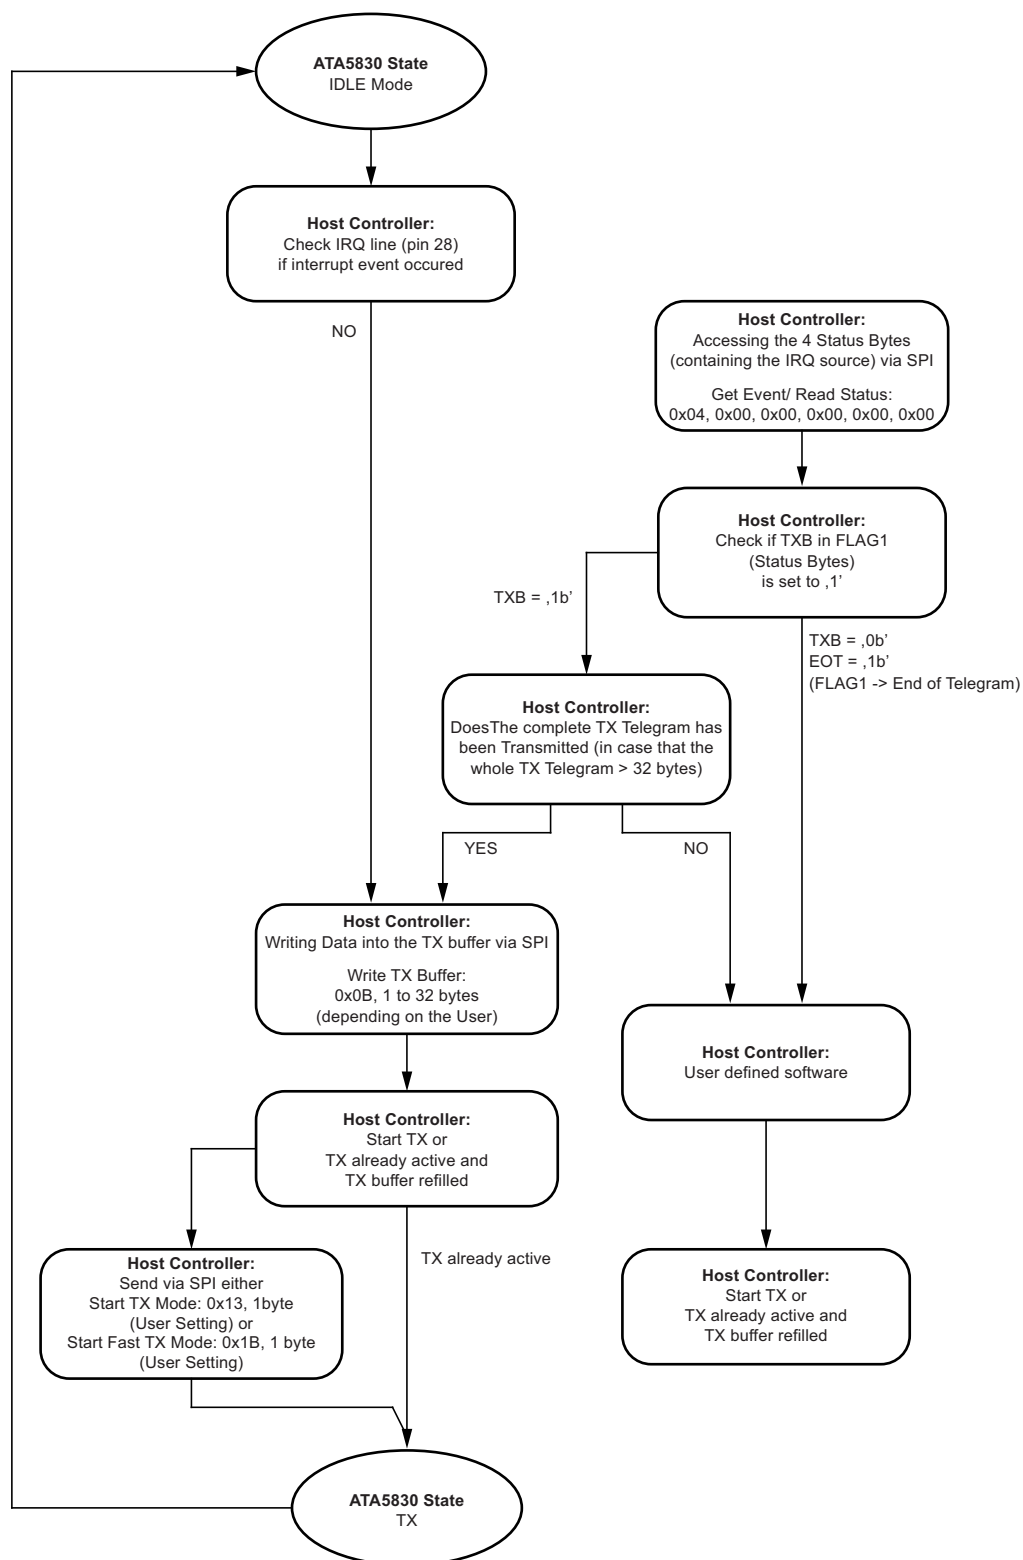 ATA5830 State
IDLE Mode
Host Controller:
Check IRQ line (pin 28)
if interrupt event occured
NO
Host Controller:
Accessing the 4 Status Bytes
(containing the IRQ source) via SPI
Get Event/ Read Status:
0x04, 0x00, 0x00, 0x00, 0x00, 0x00
Host Controller:
Check if TXB in FLAG1
(Status Bytes)
is set to ‚1’
TXB = ‚1b’
TXB = ‚0b’
EOT = ‚1b’
(FLAG1 -> End of Telegram)
Host Controller:
DoesThe complete TX Telegram has
been Transmitted (in case that the
whole TX Telegram > 32 bytes)
YES
NO
Host Controller:
Writing Data into the TX buffer via SPI
Write TX Buffer:
0x0B, 1 to 32 bytes
(depending on the User)
Host Controller:
User defined software
Host Controller:
Start TX or
TX already active and
TX buffer refilled
TX already active
Host Controller:
Send via SPI either
Start TX Mode: 0x13, 1byte
(User Setting) or
Start Fast TX Mode: 0x1B, 1 byte
(User Setting)
Host Controller:
Start TX or
TX already active and
TX buffer refilled
ATA5830 State
TX